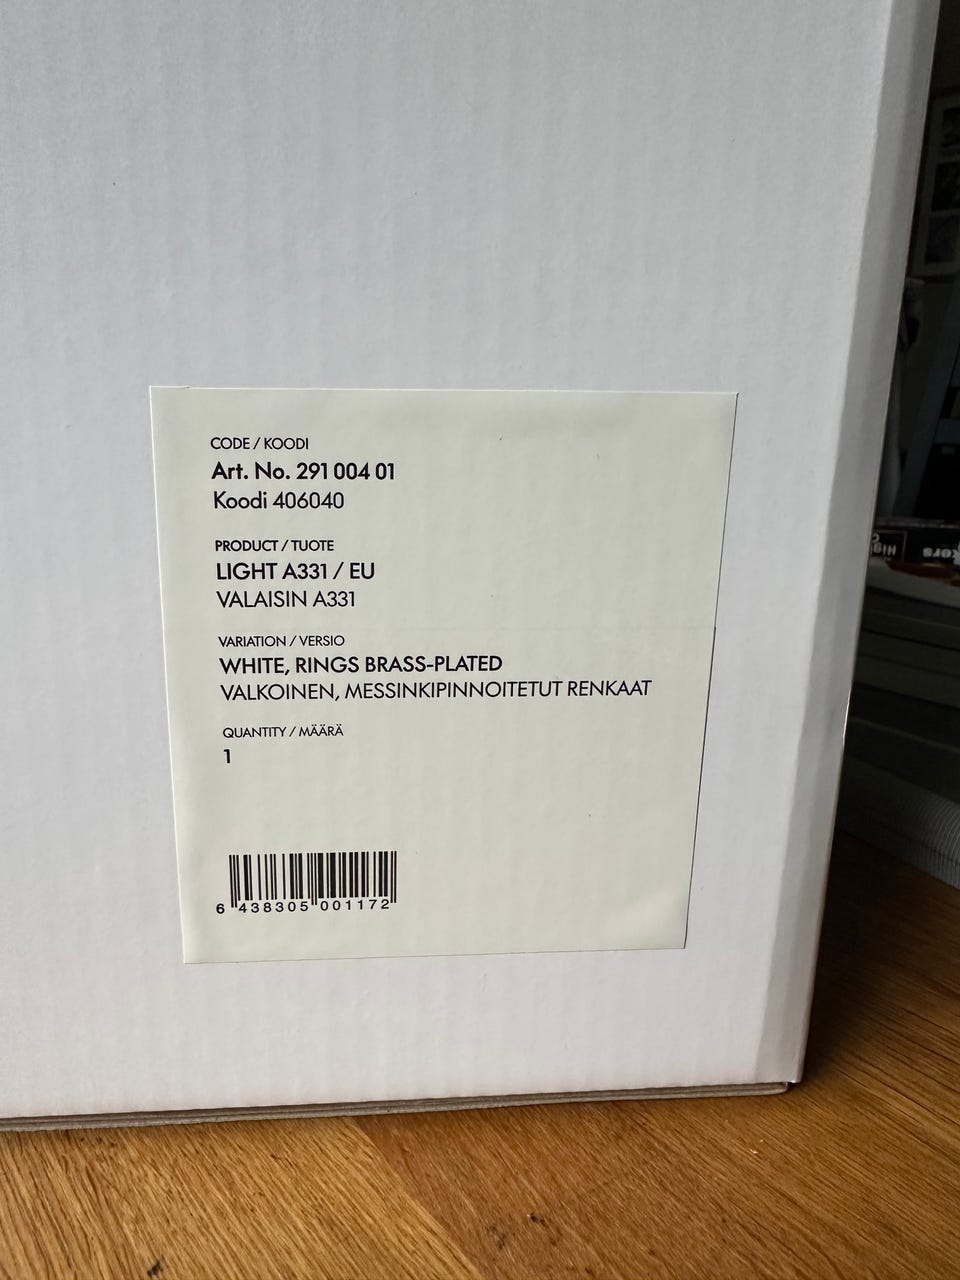 CODE / KOODI
Art. No. 291 004 01
Koodi 406040
PRODUCT / TUOTE
LIGHT A331 / EU
VALAISIN A331
VARIATION / VERSIO
WHITE, RINGS BRASS-PLATED
VALKOINEN, MESSINKIPINNOITETUT RENKAAT
QUANTITY / MÄÄRÄ
1
6 438305 001172